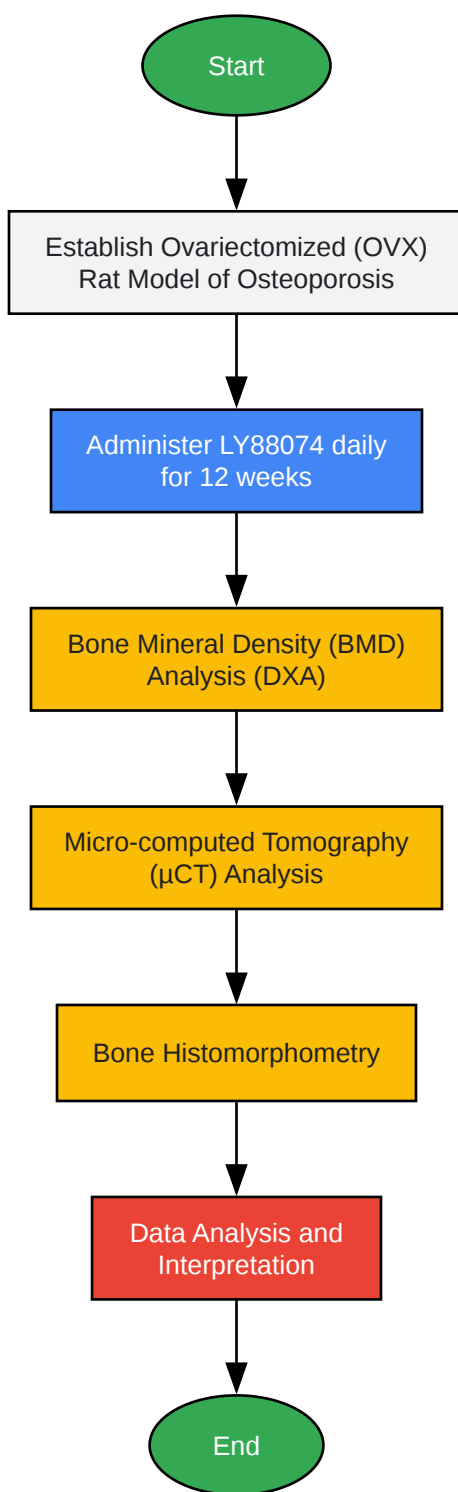 Start
Establish Ovariectomized (OVX)
Rat Model of Osteoporosis
Administer LY88074 daily
for 12 weeks
Bone Mineral Density (BMD)
Analysis (DXA)
Micro-computed Tomography
(µCT) Analysis
Bone Histomorphometry
Data Analysis and
Interpretation
End